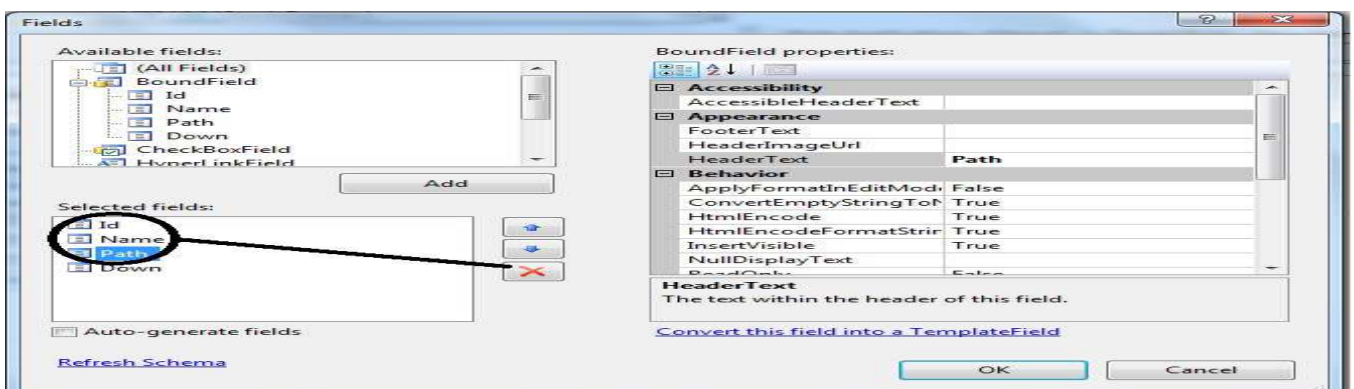 Fields
Available fields:
(All Fields)
BoundField
Id
Name
Path
Down
CheckBoxField
HyperLinkField
Add
Selected fields:
Id
Name
Path
Down
Auto-generate fields
Refresh Schema
BoundField properties:
Accessibility
AccessibleHeaderText
Appearance
FooterText
HeaderImageUrl
HeaderText Path
Behavior
ApplyFormatInEditMod False
ConvertEmptyStringToN True
HtmlEncode True
HtmlEncodeFormatStrin True
InsertVisible True
NullDisplayText
ReadOnly False
HeaderText
The text within the header of this field.
Convert this field into a TemplateField
OK Cancel